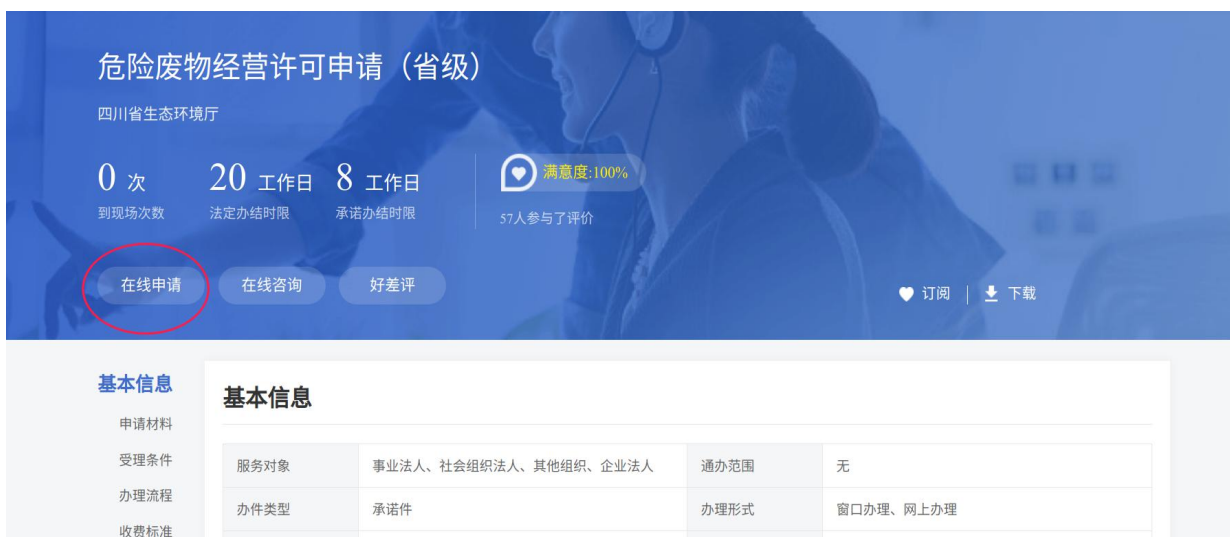 危险废物经营许可申请（省级）
四川省生态环境厅
0 次 20 工作日 8 工作日 满意度:100%
到现场次数 法定办结时限 承诺办结时限 57人参与了评价
在线申请 在线咨询 好差评 订阅 下载
基本信息
申请材料
受理条件
办理流程
收费标准
基本信息
服务对象 事业法人、社会组织法人、其他组织、企业法人 通办范围 无
办件类型 承诺件 办理形式 窗口办理、网上办理